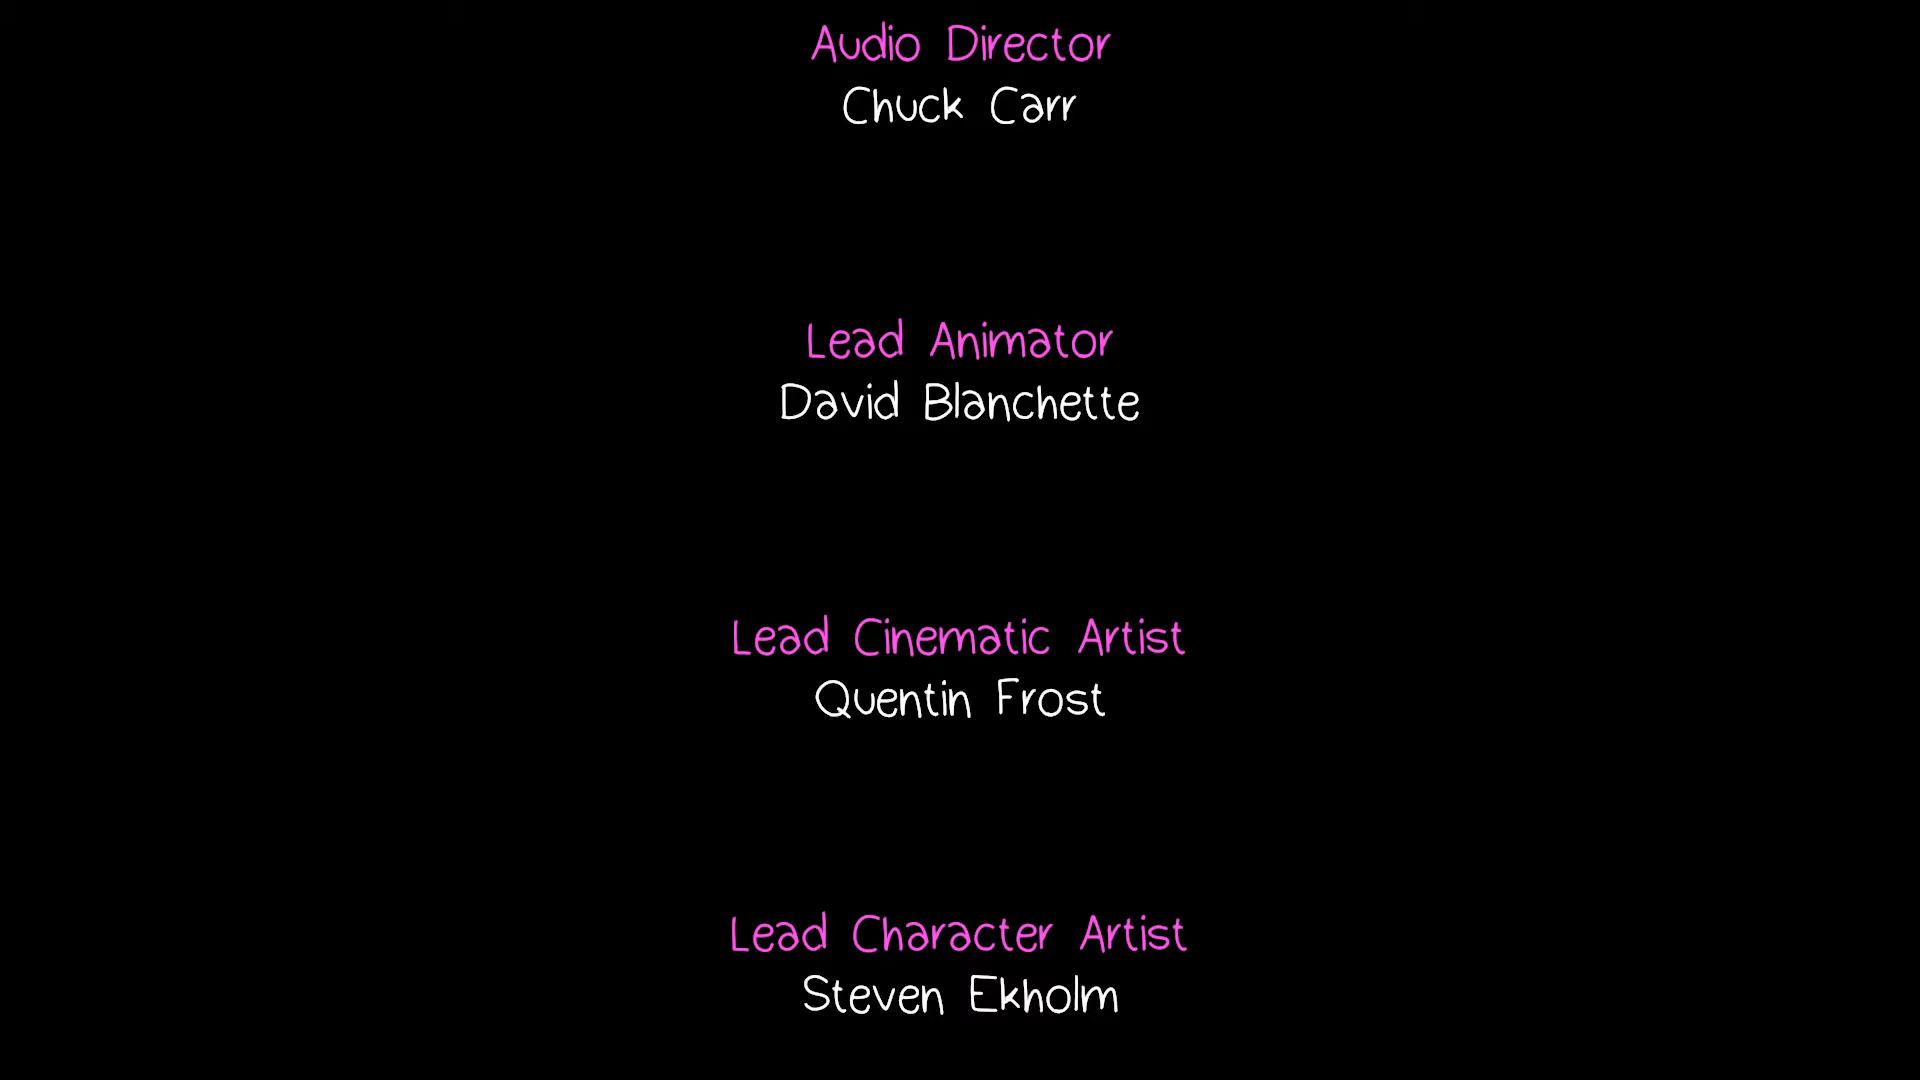 Audio Director
Chuck Carr
Lead Animator
David Blanchette
Lead Cinematic Artist
Quentin Frost
Lead Character Artist
Steven Ekholm